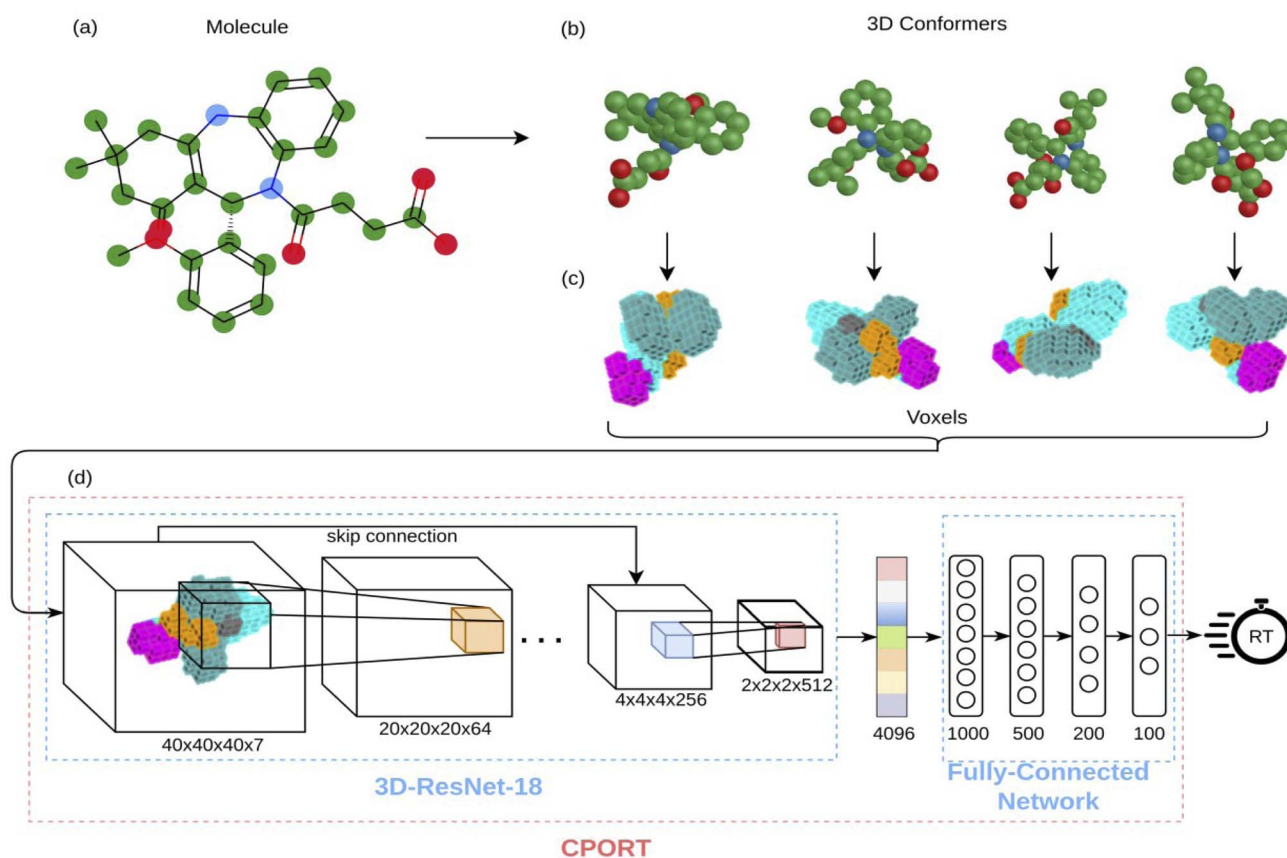 (a)
Molecule
(b)
3D Conformers
(c)
Voxels
(d)
skip connection
40x40x40x7
20x20x20x64
...
4x4x4x256
2x2x2x512
4096
1000
500
200
100
RT
3D-ResNet-18
Fully-Connected
Network
CPORT